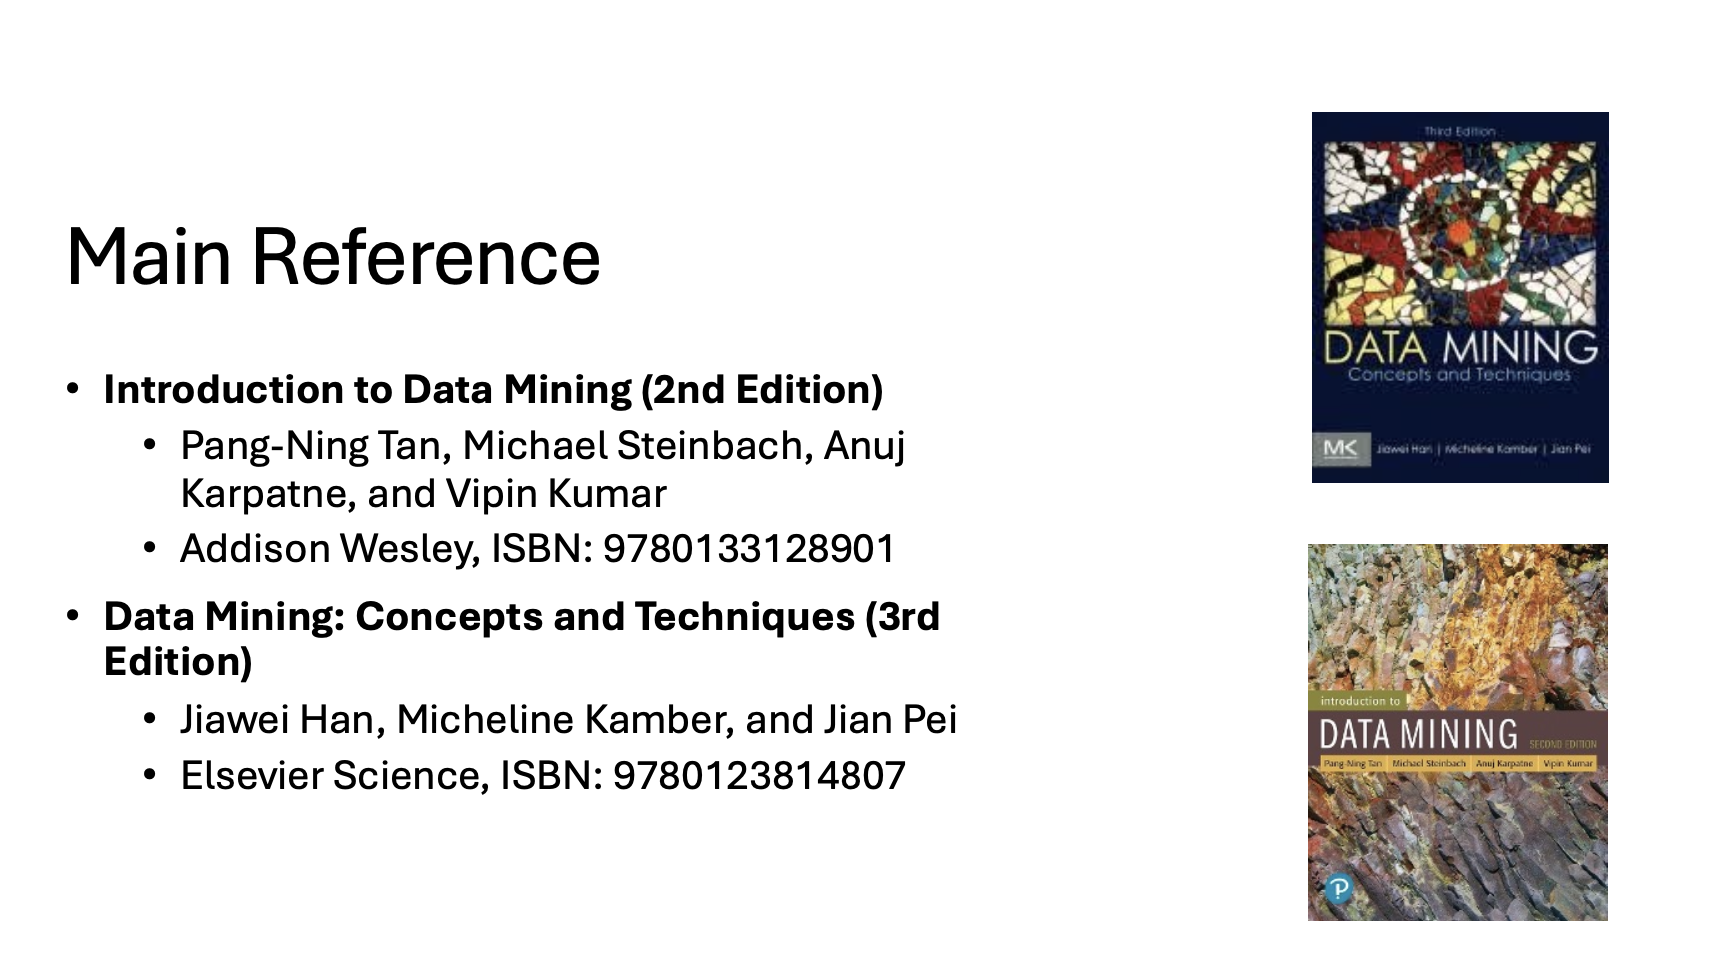 Main Reference
• Introduction to Data Mining (2nd Edition)
• Pang-Ning Tan, Michael Steinbach, Anuj
Karpatne, and Vipin Kumar
• Addison Wesley, ISBN: 9780133128901
• Data Mining: Concepts and Techniques (3rd
Edition)
• Jiawei Han, Micheline Kamber, and Jian Pei
• Elsevier Science, ISBN: 9780123814807
Third Edition
DATA MINING
Concepts and Techniques
MK
Jiawei Han | Micheline Kamber | Jian Pei
introduction to
DATA MINING SECOND EDITION
Pang-Ning Tan | Michael Steinbach | Anuj Karpatne | Vipin Kumar
P